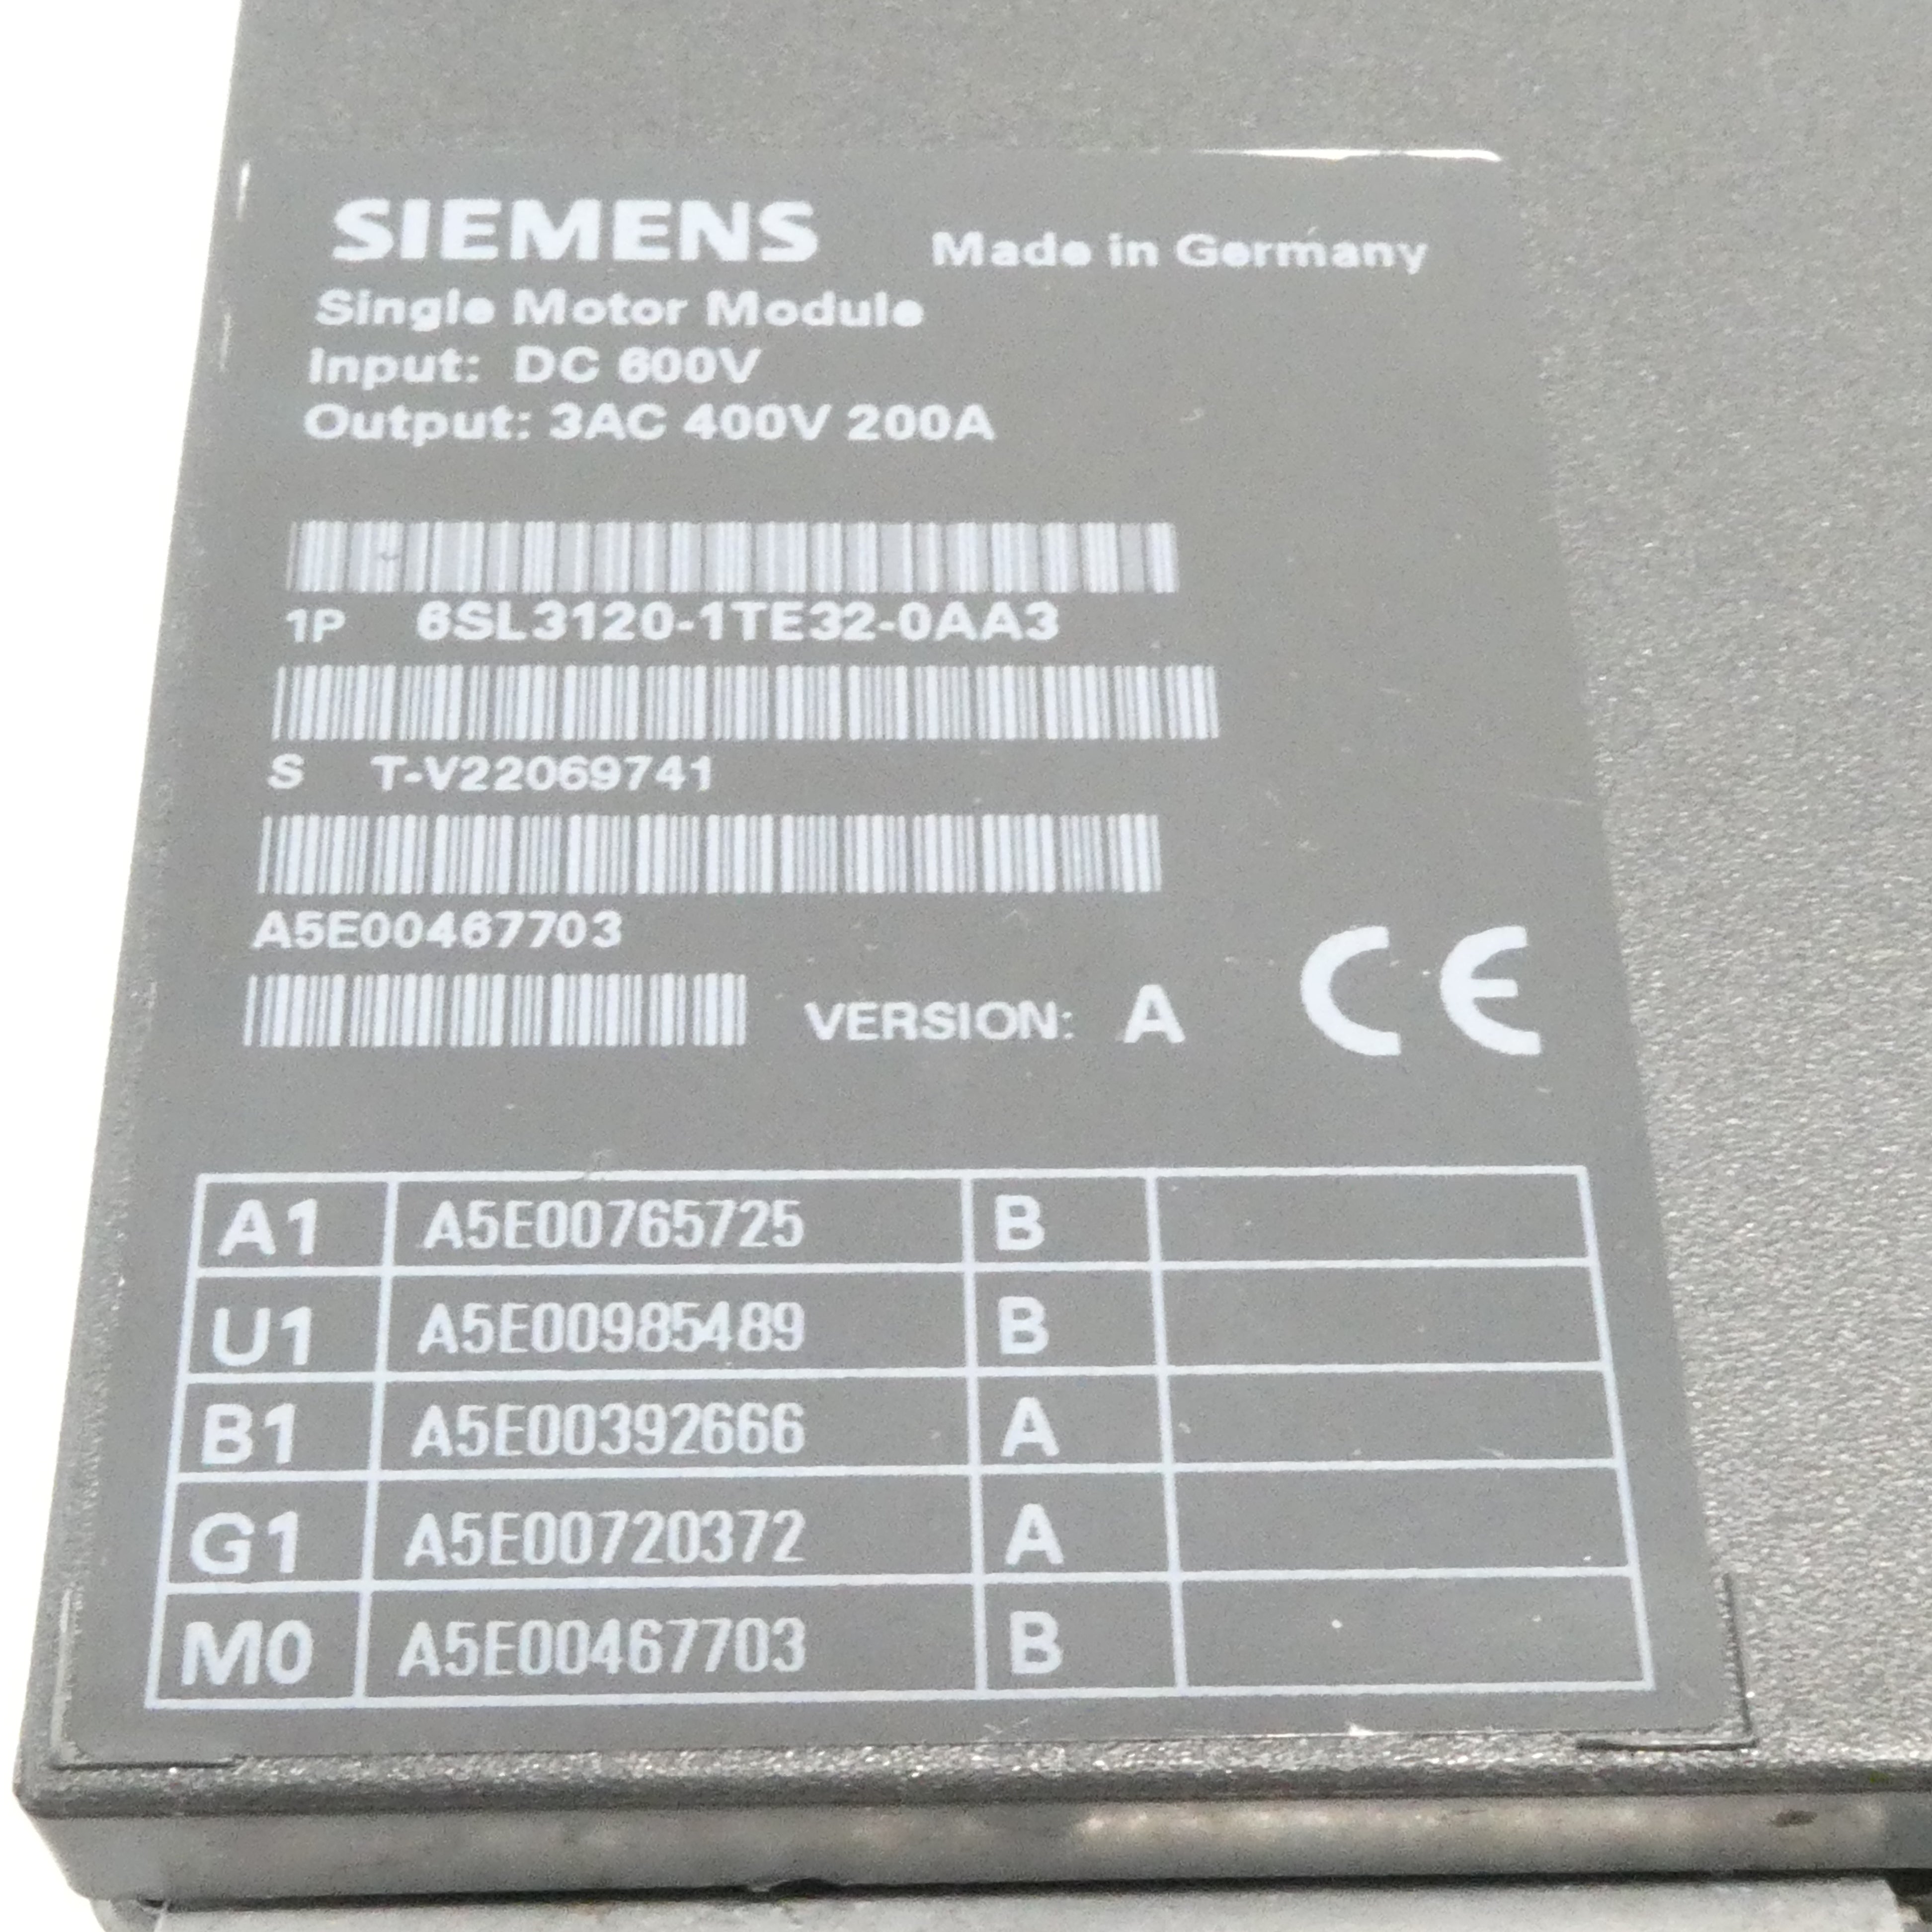 SIEMENS Made in Germany
Single Motor Module
Input: DC 600V
Output: 3AC 400V 200A
1P 6SL3120-1TE32-0AA3
S T-V22069741
A5E00467703
VERSION: A CE
A1 A5E00765725 B
U1 A5E00985489 B
B1 A5E00392666 A
G1 A5E00720372 A
M0 A5E00467703 B